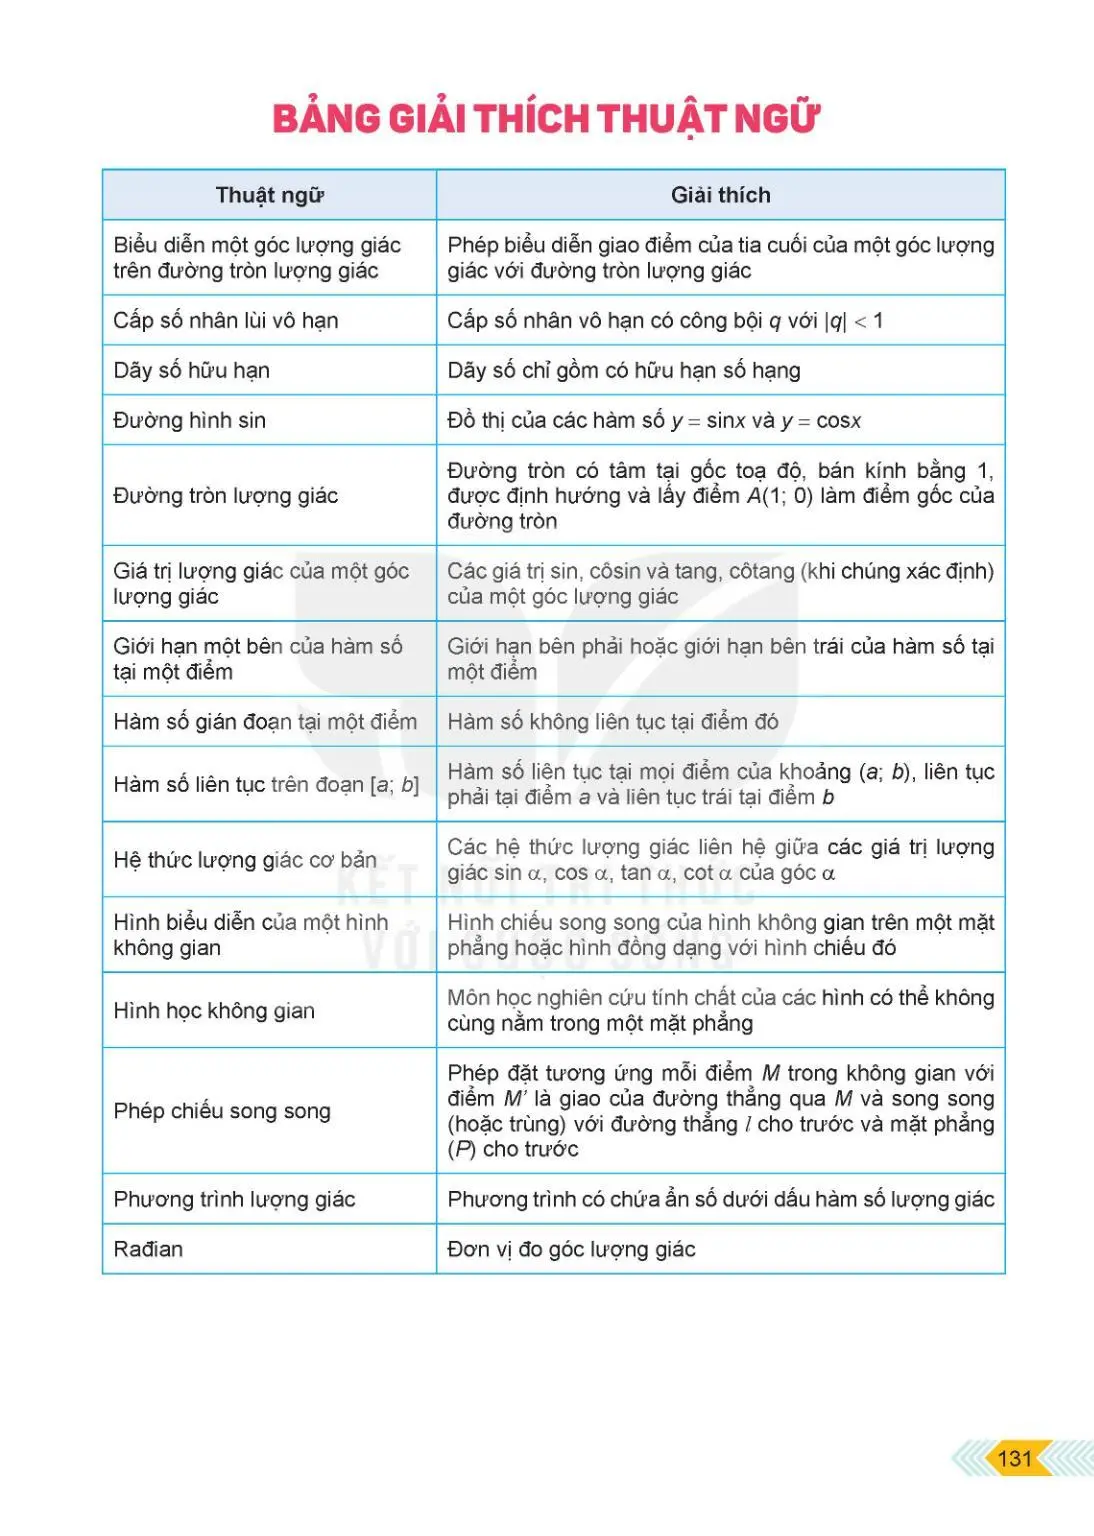 BẢNG GIẢI THÍCH THUẬT NGỮ
Thuật ngữ
Giải thích
Biểu diễn một góc lượng giác
trên đường tròn lượng giác
Phép biểu diễn giao điểm của tia cuối của một góc lượng
giác với đường tròn lượng giác
Cấp số nhân lùi vô hạn
Cấp số nhân vô hạn có công bội q với |q| < 1
Dãy số hữu hạn
Dãy số chỉ gồm có hữu hạn số hạng
Đường hình sin
Đồ thị của các hàm số y = sinx và y = cosx
Đường tròn lượng giác
Đường tròn có tâm tại gốc toạ độ, bán kính bằng 1,
được định hướng và lấy điểm A(1; 0) làm điểm gốc của
đường tròn
Giá trị lượng giác của một góc
lượng giác
Các giá trị sin, côsin và tang, côtang (khi chúng xác định)
của một góc lượng giác
Giới hạn một bên của hàm số
tại một điểm
Giới hạn bên phải hoặc giới hạn bên trái của hàm số tại
một điểm
Hàm số gián đoạn tại một điểm
Hàm số không liên tục tại điểm đó
Hàm số liên tục trên đoạn [a; b]
Hàm số liên tục tại mọi điểm của khoảng (a; b), liên tục
phải tại điểm a và liên tục trái tại điểm b
Hệ thức lượng giác cơ bản
Các hệ thức lượng giác liên hệ giữa các giá trị lượng
giác sin α, cos α, tan α, cot α của góc α
Hình biểu diễn của một hình
không gian
Hình chiếu song song của hình không gian trên một mặt
phẳng hoặc hình đồng dạng với hình chiếu đó
Hình học không gian
Môn học nghiên cứu tính chất của các hình có thể không
cùng nằm trong một mặt phẳng
Phép chiếu song song
Phép đặt tương ứng mỗi điểm M trong không gian với
điểm M' là giao của đường thẳng qua M và song song
(hoặc trùng) với đường thẳng l cho trước và mặt phẳng
(P) cho trước
Phương trình lượng giác
Phương trình có chứa ẩn số dưới dấu hàm số lượng giác
Rađian
Đơn vị đo góc lượng giác
KẾT NỐI TRI THỨC
VỚI CUỘC SỐNG
131